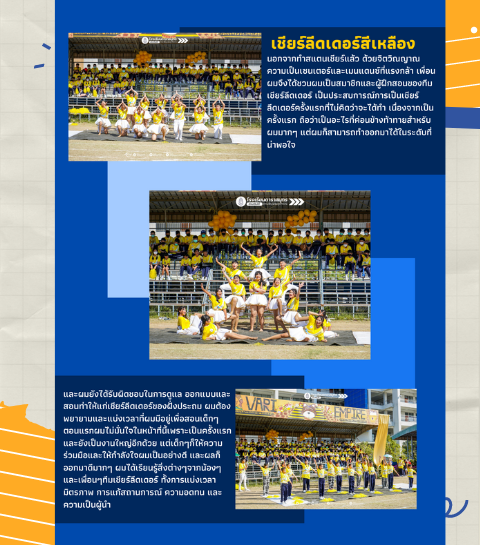 เชียร์ลีดเดอร์สีเหลือง
นอกจากทำสแตนเชียร์แล้ว ด้วยจิตวิญญาณ
ความเป็นเซนเตอร์และเมนแดนซ์ที่แรงกล้า เพื่อน
ผมจึงได้ชวนผมเป็นสมาชิกและผู้ฝึกสอนของทีม
เชียร์ลีดเดอร์ เป็นประสบการณ์การเป็นเชียร์
ลีดเดอร์ครั้งแรกที่ไม่คิดว่าจะได้ทำ เนื่องจากเป็น
ครั้งแรก ถือว่าเป็นอะไรที่ค่อนข้างท้าทายสำหรับ
ผมมากๆ แต่ผมก็สามารถทำออกมาได้ในระดับที่
น่าพอใจ
และผมยังได้รับผิดชอบในการดูแล ออกแบบและ
สอนท่าให้แก่เชียร์ลีดเดอร์ของฝั่งประถม ผมต้อง
พยายามและแบ่งเวลาที่ผมมีอยู่เพื่อสอนเด็กๆ
ตอนแรกผมไม่มั่นใจในหน้าที่นี้เพราะเป็นครั้งแรก
และยังเป็นงานใหญ่อีกด้วย แต่เด็กๆก็ให้ความ
ร่วมมือและให้กำลังใจผมเป็นอย่างดี และผลก็
ออกมาดีมากๆ ผมได้เรียนรู้สิ่งต่างๆจากน้องๆ
และเพื่อนๆทีมเชียร์ลีดเดอร์ ทั้งการแบ่งเวลา
มิตรภาพ การแก้สถานการณ์ ความอดทน และ
ความเป็นผู้นำ
VARI EMPIRE